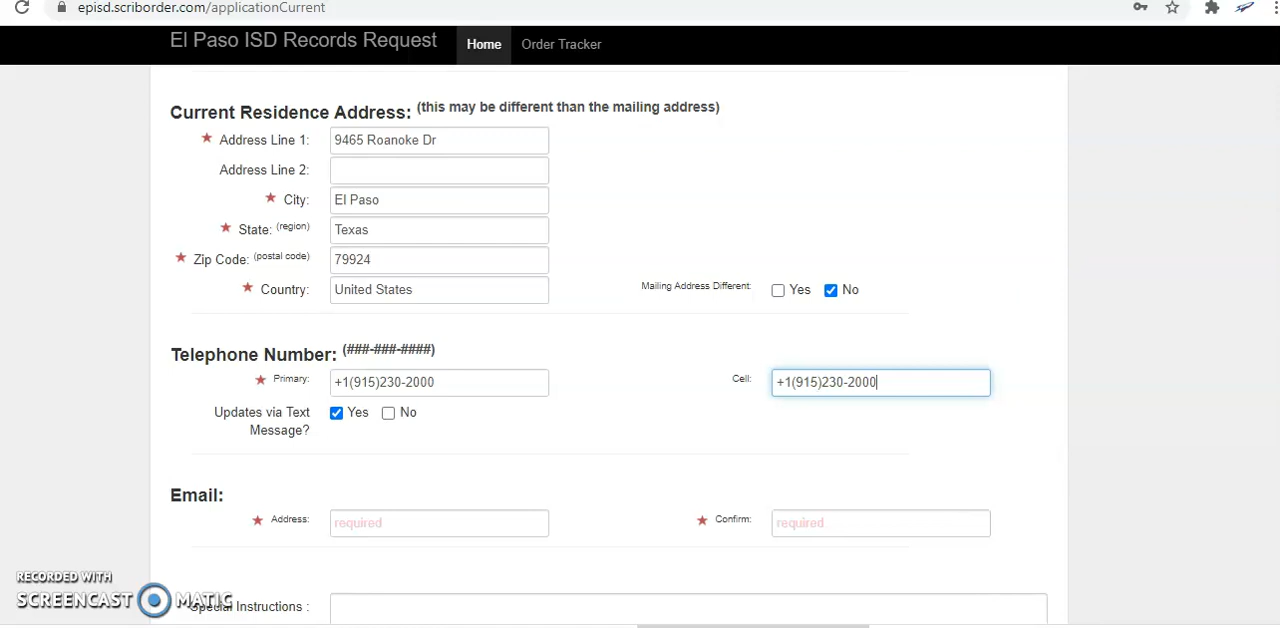 episd.scriborder.com/applicationCurrent
El Paso ISD Records Request Home Order Tracker
Current Residence Address: (this may be different than the mailing address)
★ Address Line 1: 9465 Roanoke Dr
Address Line 2:
★ City: El Paso
★ State: (region) Texas
★ Zip Code: (postal code) 79924
★ Country: United States Mailing Address Different: Yes No
Telephone Number: (###-###-####)
★ Primary: +1(915)230-2000 Cell: +1(915)230-2000
Updates via Text Yes No
Message?
Email:
★ Address: required ★ Confirm: required
RECORDED WITH
SCREENCAST MATIC
Special Instructions :